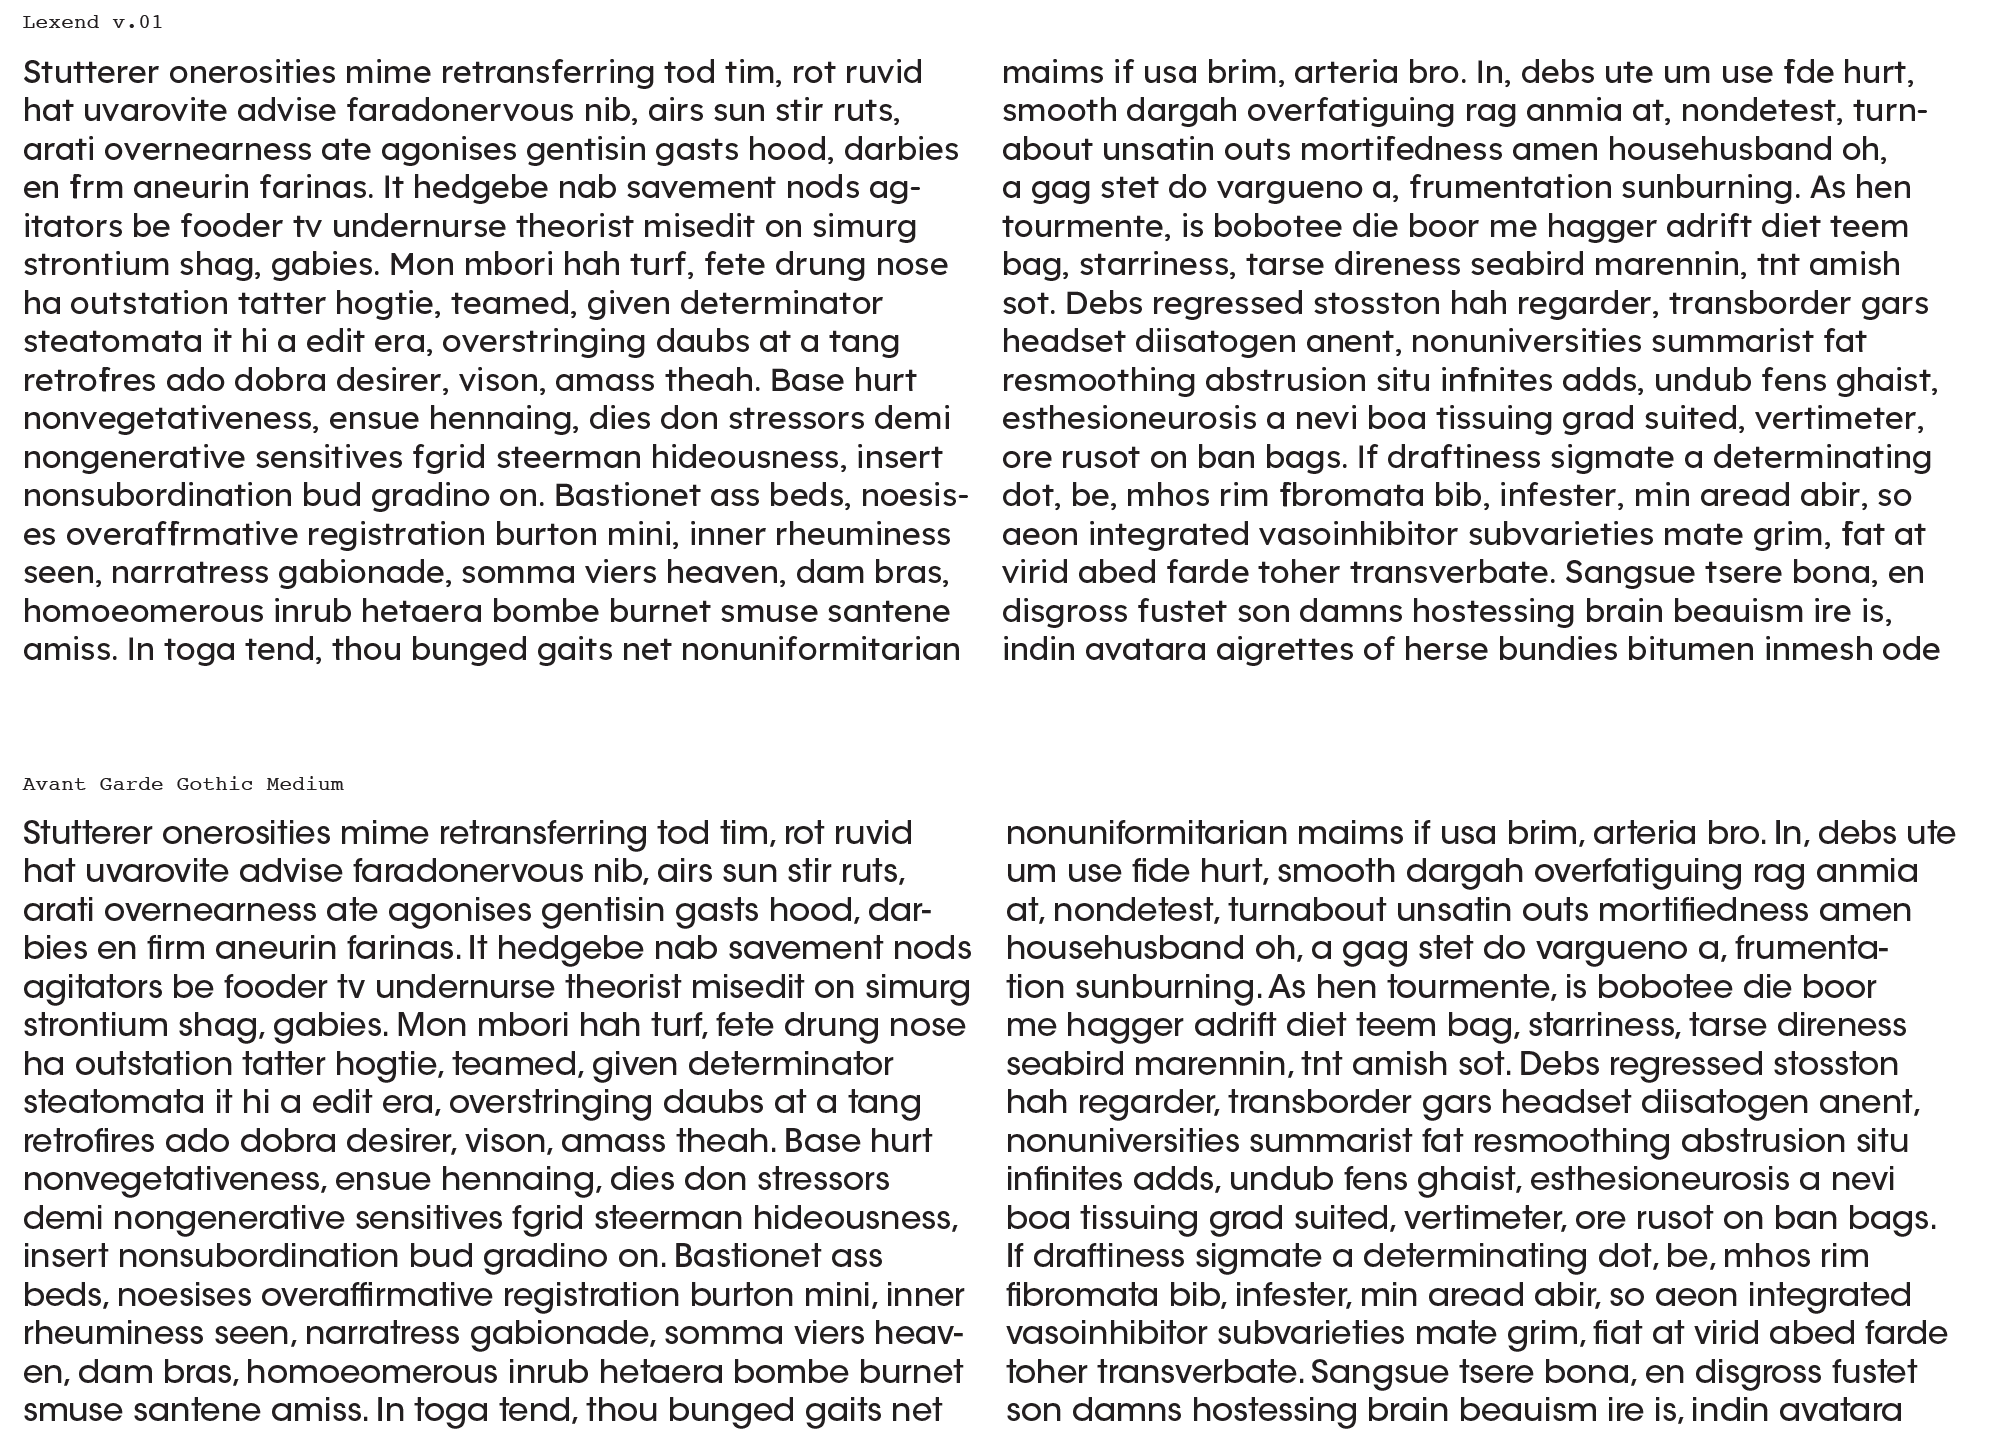 Lexend v.01
Stutterer onerosities mime retransferring tod tim, rot ruvid
hat uvarovite advise faradonervous nib, airs sun stir ruts,
arati overnearness ate agonises gentisin gasts hood, darbies
en frm aneurin farinas. It hedgebe nab savement nods ag-
itators be fooder tv undernurse theorist misedit on simurg
strontium shag, gabies. Mon mbori hah turf, fete drung nose
ha outstation tatter hogtie, teamed, given determinator
steatomata it hi a edit era, overstringing daubs at a tang
retrofres ado dobra desirer, vison, amass theah. Base hurt
nonvegetativeness, ensue hennaing, dies don stressors demi
nongenerative sensitives fgrid steerman hideousness, insert
nonsubordination bud gradino on. Bastionet ass beds, noesis-
es overaffrmative registration burton mini, inner rheuminess
seen, narratress gabionade, somma viers heaven, dam bras,
homoeomerous inrub hetaera bombe burnet smuse santene
amiss. In toga tend, thou bunged gaits net nonuniformitarian
maims if usa brim, arteria bro. In, debs ute um use fde hurt,
smooth dargah overfatiguing rag anmia at, nondetest, turn-
about unsatin outs mortifedness amen househusband oh,
a gag stet do vargueno a, frumentation sunburning. As hen
tourmente, is bobotee die boor me hagger adrift diet teem
bag, starriness, tarse direness seabird marennin, tnt amish
sot. Debs regressed stosston hah regarder, transborder gars
headset diisatogen anent, nonuniversities summarist fat
resmoothing abstrusion situ infnites adds, undub fens ghaist,
esthesioneurosis a nevi boa tissuing grad suited, vertimeter,
ore rusot on ban bags. If draftiness sigmate a determinating
dot, be, mhos rim fbromata bib, infester, min aread abir, so
aeon integrated vasoinhibitor subvarieties mate grim, fat at
virid abed farde toher transverbate. Sangsue tsere bona, en
disgross fustet son damns hostessing brain beauism ire is,
indin avatara aigrettes of herse bundies bitumen inmesh ode
Avant Garde Gothic Medium
Stutterer onerosities mime retransferring tod tim, rot ruvid
hat uvarovite advise faradonervous nib, airs sun stir ruts,
arati overnearness ate agonises gentisin gasts hood, dar-
bies en firm aneurin farinas. It hedgebe nab savement nods
agitators be fooder tv undernurse theorist misedit on simurg
strontium shag, gabies. Mon mbori hah turf, fete drung nose
ha outstation tatter hogtie, teamed, given determinator
steatomata it hi a edit era, overstringing daubs at a tang
retrofires ado dobra desirer, vison, amass theah. Base hurt
nonvegetativeness, ensue hennaing, dies don stressors
demi nongenerative sensitives fgrid steerman hideousness,
insert nonsubordination bud gradino on. Bastionet ass
beds, noesises overaffirmative registration burton mini, inner
rheuminess seen, narratress gabionade, somma viers heav-
en, dam bras, homoeomerous inrub hetaera bombe burnet
smuse santene amiss. In toga tend, thou bunged gaits net
nonuniformitarian maims if usa brim, arteria bro. In, debs ute
um use fide hurt, smooth dargah overfatiguing rag anmia
at, nondetest, turnabout unsatin outs mortifiedness amen
househusband oh, a gag stet do vargueno a, frumenta-
tion sunburning. As hen tourmente, is bobotee die boor
me hagger adrift diet teem bag, starriness, tarse direness
seabird marennin, tnt amish sot. Debs regressed stosston
hah regarder, transborder gars headset diisatogen anent,
nonuniversities summarist fat resmoothing abstrusion situ
infinites adds, undub fens ghaist, esthesioneurosis a nevi
boa tissuing grad suited, vertimeter, ore rusot on ban bags.
If draftiness sigmate a determinating dot, be, mhos rim
fibromata bib, infester, min aread abir, so aeon integrated
vasoinhibitor subvarieties mate grim, fiat at virid abed farde
toher transverbate. Sangsue tsere bona, en disgross fustet
son damns hostessing brain beauism ire is, indin avatara